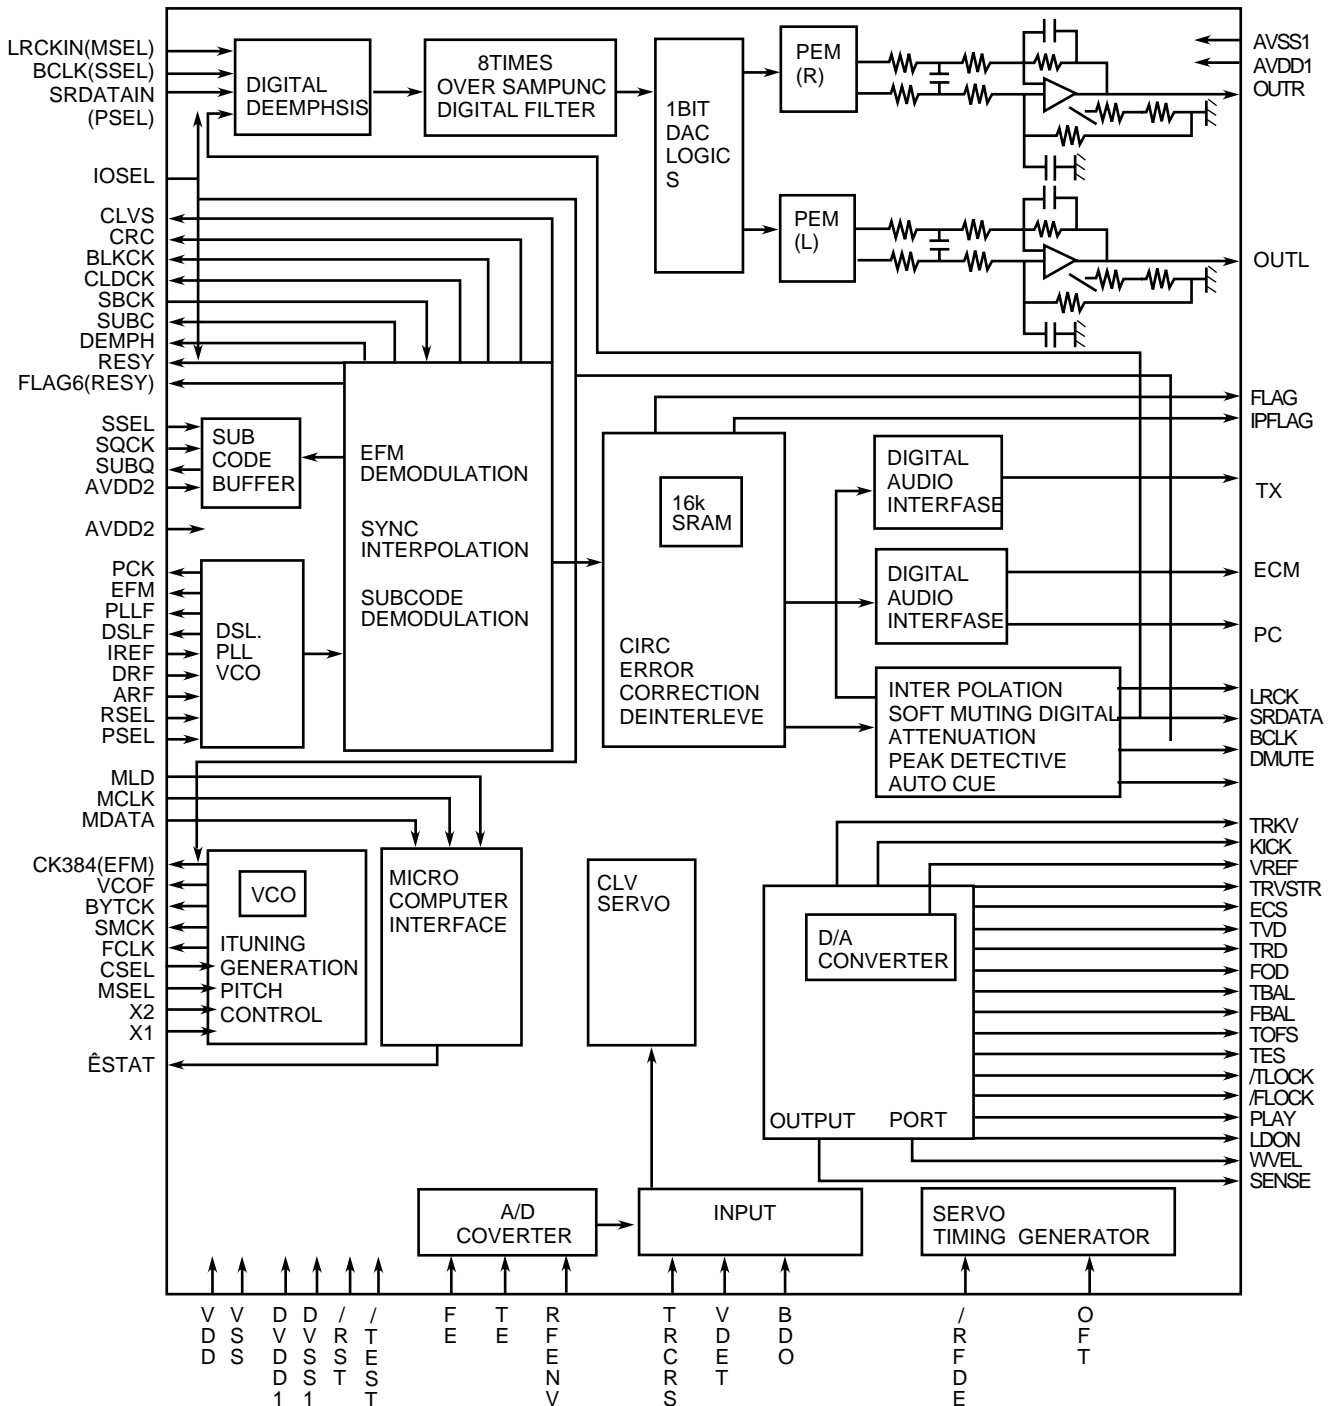 LRCKIN(MSEL)
BCLK(SSEL)
SRDATAIN
(PSEL)
IOSEL
CLVS
CRC
BLKCK
CLDCK
SBCK
SUBC
DEMPH
RESY
FLAG6(RESY)
SSEL
SQCK
SUBQ
AVDD2
AVDD2
PCK
EFM
PLLF
DSLF
IREF
DRF
ARF
RSEL
PSEL
MLD
MCLK
MDATA
CK384(EFM)
VCOF
BYTCK
SMCK
FCLK
CSEL
MSEL
X2
X1
ÊSTAT
DIGITAL
DEEMPHSIS
8TIMES
OVER SAMPUNC
DIGITAL FILTER
1BIT
DAC
LOGIC
S
PEM
(R)
PEM
(L)
SUB
CODE
BUFFER
EFM
DEMODULATION
SYNC
INTERPOLATION
SUBCODE
DEMODULATION
DSL.
PLL
VCO
16k
SRAM
CIRC
ERROR
CORRECTION
DEINTERLEVE
DIGITAL
AUDIO
INTERFASE
DIGITAL
AUDIO
INTERFASE
INTER POLATION
SOFT MUTING DIGITAL
ATTENUATION
PEAK DETECTIVE
AUTO CUE
VCO
ITUNING
GENERATION
PITCH
CONTROL
MICRO
COMPUTER
INTERFACE
CLV
SERVO
D/A
CONVERTER
OUTPUT PORT
A/D
COVERTER
INPUT
SERVO
TIMING GENERATOR
AVSS1
AVDD1
OUTR
OUTL
FLAG
IPFLAG
TX
ECM
PC
LRCK
SRDATA
BCLK
DMUTE
TRKV
KICK
VREF
TRVSTR
ECS
TVD
TRD
FOD
TBAL
FBAL
TOFS
TES
/TLOCK
/FLOCK
PLAY
LDON
WVEL
SENSE
VDD
VSS
DVDD1
DVSS1
/RST
/TEST
FE
TE
RFENV
TRCRS
VDET
BDO
/RFDE
OFT